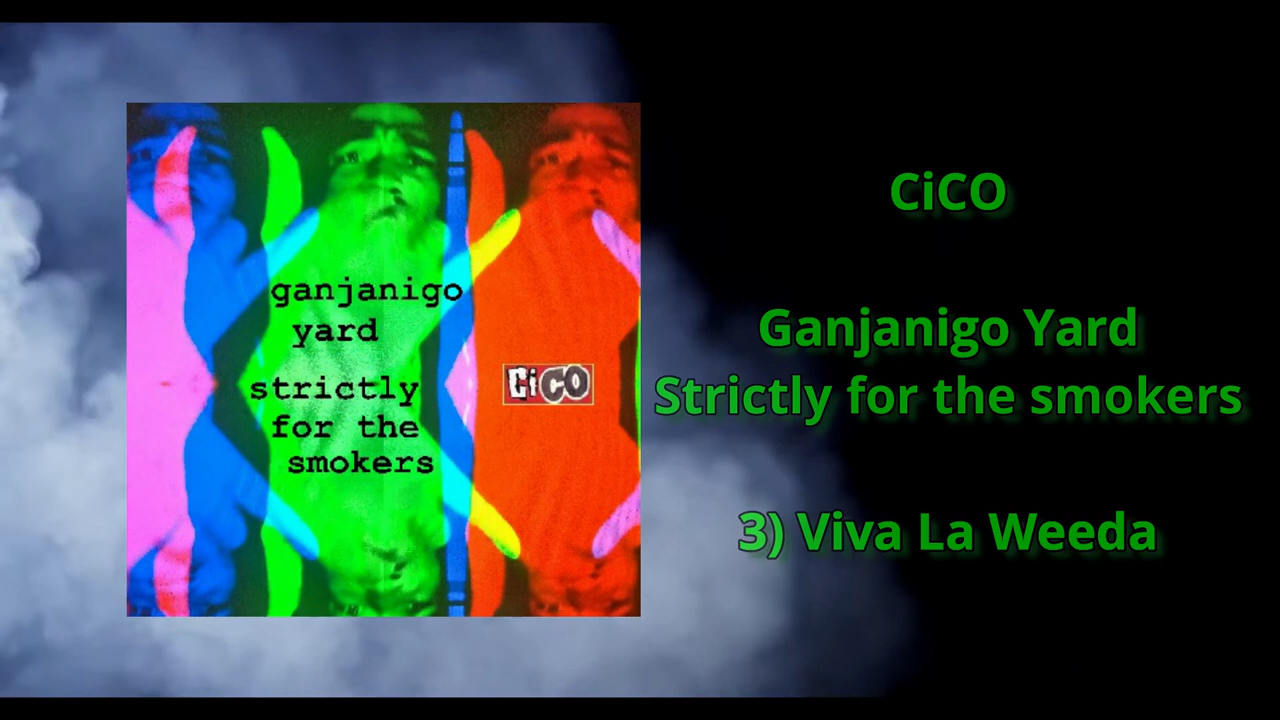 ganjanigo
yard
strictly
for the
smokers
CiCO
CiCO
Ganjanigo Yard
Strictly for the smokers
3) Viva La Weeda